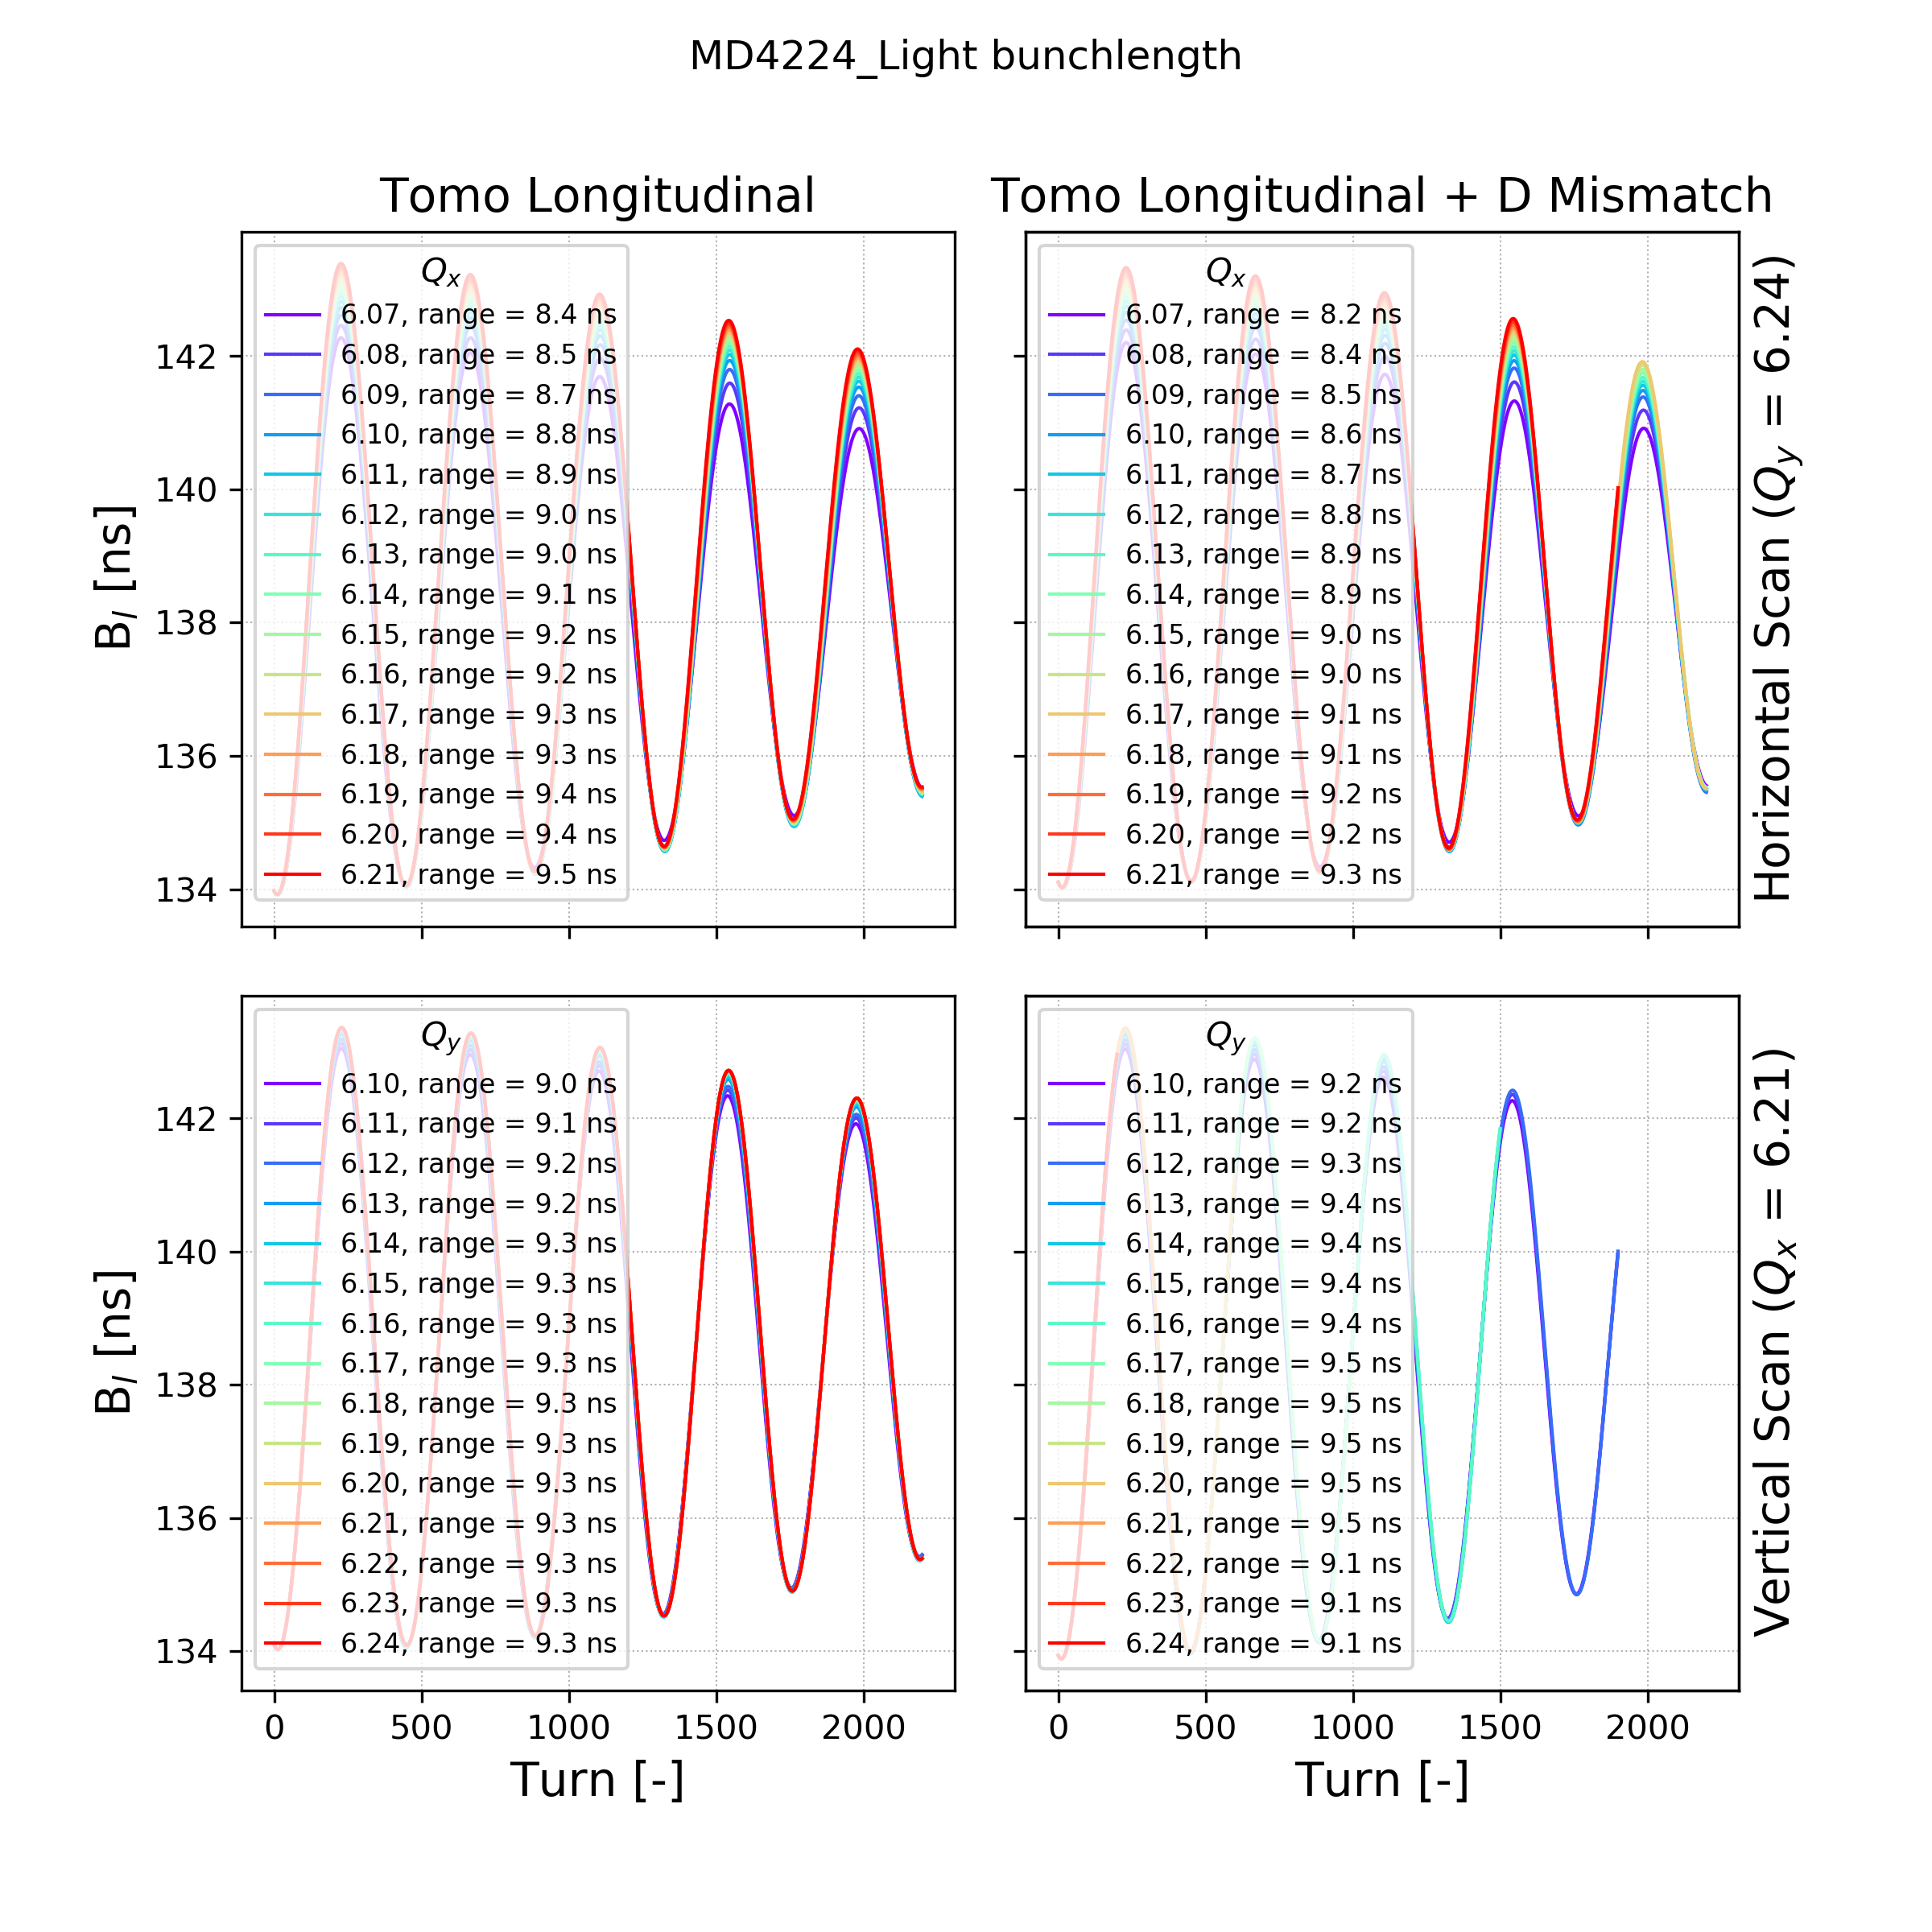 MD4224_Light bunchlength
Tomo Longitudinal
Tomo Longitudinal + D Mismatch
B_l [ns]
142
140
138
136
134
Q_x
6.07, range = 8.4 ns
6.08, range = 8.5 ns
6.09, range = 8.7 ns
6.10, range = 8.8 ns
6.11, range = 8.9 ns
6.12, range = 9.0 ns
6.13, range = 9.0 ns
6.14, range = 9.1 ns
6.15, range = 9.2 ns
6.16, range = 9.2 ns
6.17, range = 9.3 ns
6.18, range = 9.3 ns
6.19, range = 9.4 ns
6.20, range = 9.4 ns
6.21, range = 9.5 ns
Q_x
6.07, range = 8.2 ns
6.08, range = 8.4 ns
6.09, range = 8.5 ns
6.10, range = 8.6 ns
6.11, range = 8.7 ns
6.12, range = 8.8 ns
6.13, range = 8.9 ns
6.14, range = 8.9 ns
6.15, range = 9.0 ns
6.16, range = 9.0 ns
6.17, range = 9.1 ns
6.18, range = 9.1 ns
6.19, range = 9.2 ns
6.20, range = 9.2 ns
6.21, range = 9.3 ns
Horizontal Scan (Q_y = 6.24)
B_l [ns]
142
140
138
136
134
Q_y
6.10, range = 9.0 ns
6.11, range = 9.1 ns
6.12, range = 9.2 ns
6.13, range = 9.2 ns
6.14, range = 9.3 ns
6.15, range = 9.3 ns
6.16, range = 9.3 ns
6.17, range = 9.3 ns
6.18, range = 9.3 ns
6.19, range = 9.3 ns
6.20, range = 9.3 ns
6.21, range = 9.3 ns
6.22, range = 9.3 ns
6.23, range = 9.3 ns
6.24, range = 9.3 ns
0 500 1000 1500 2000
Turn [-]
Q_y
6.10, range = 9.2 ns
6.11, range = 9.2 ns
6.12, range = 9.3 ns
6.13, range = 9.4 ns
6.14, range = 9.4 ns
6.15, range = 9.4 ns
6.16, range = 9.4 ns
6.17, range = 9.5 ns
6.18, range = 9.5 ns
6.19, range = 9.5 ns
6.20, range = 9.5 ns
6.21, range = 9.5 ns
6.22, range = 9.1 ns
6.23, range = 9.1 ns
6.24, range = 9.1 ns
0 500 1000 1500 2000
Turn [-]
Vertical Scan (Q_x = 6.21)